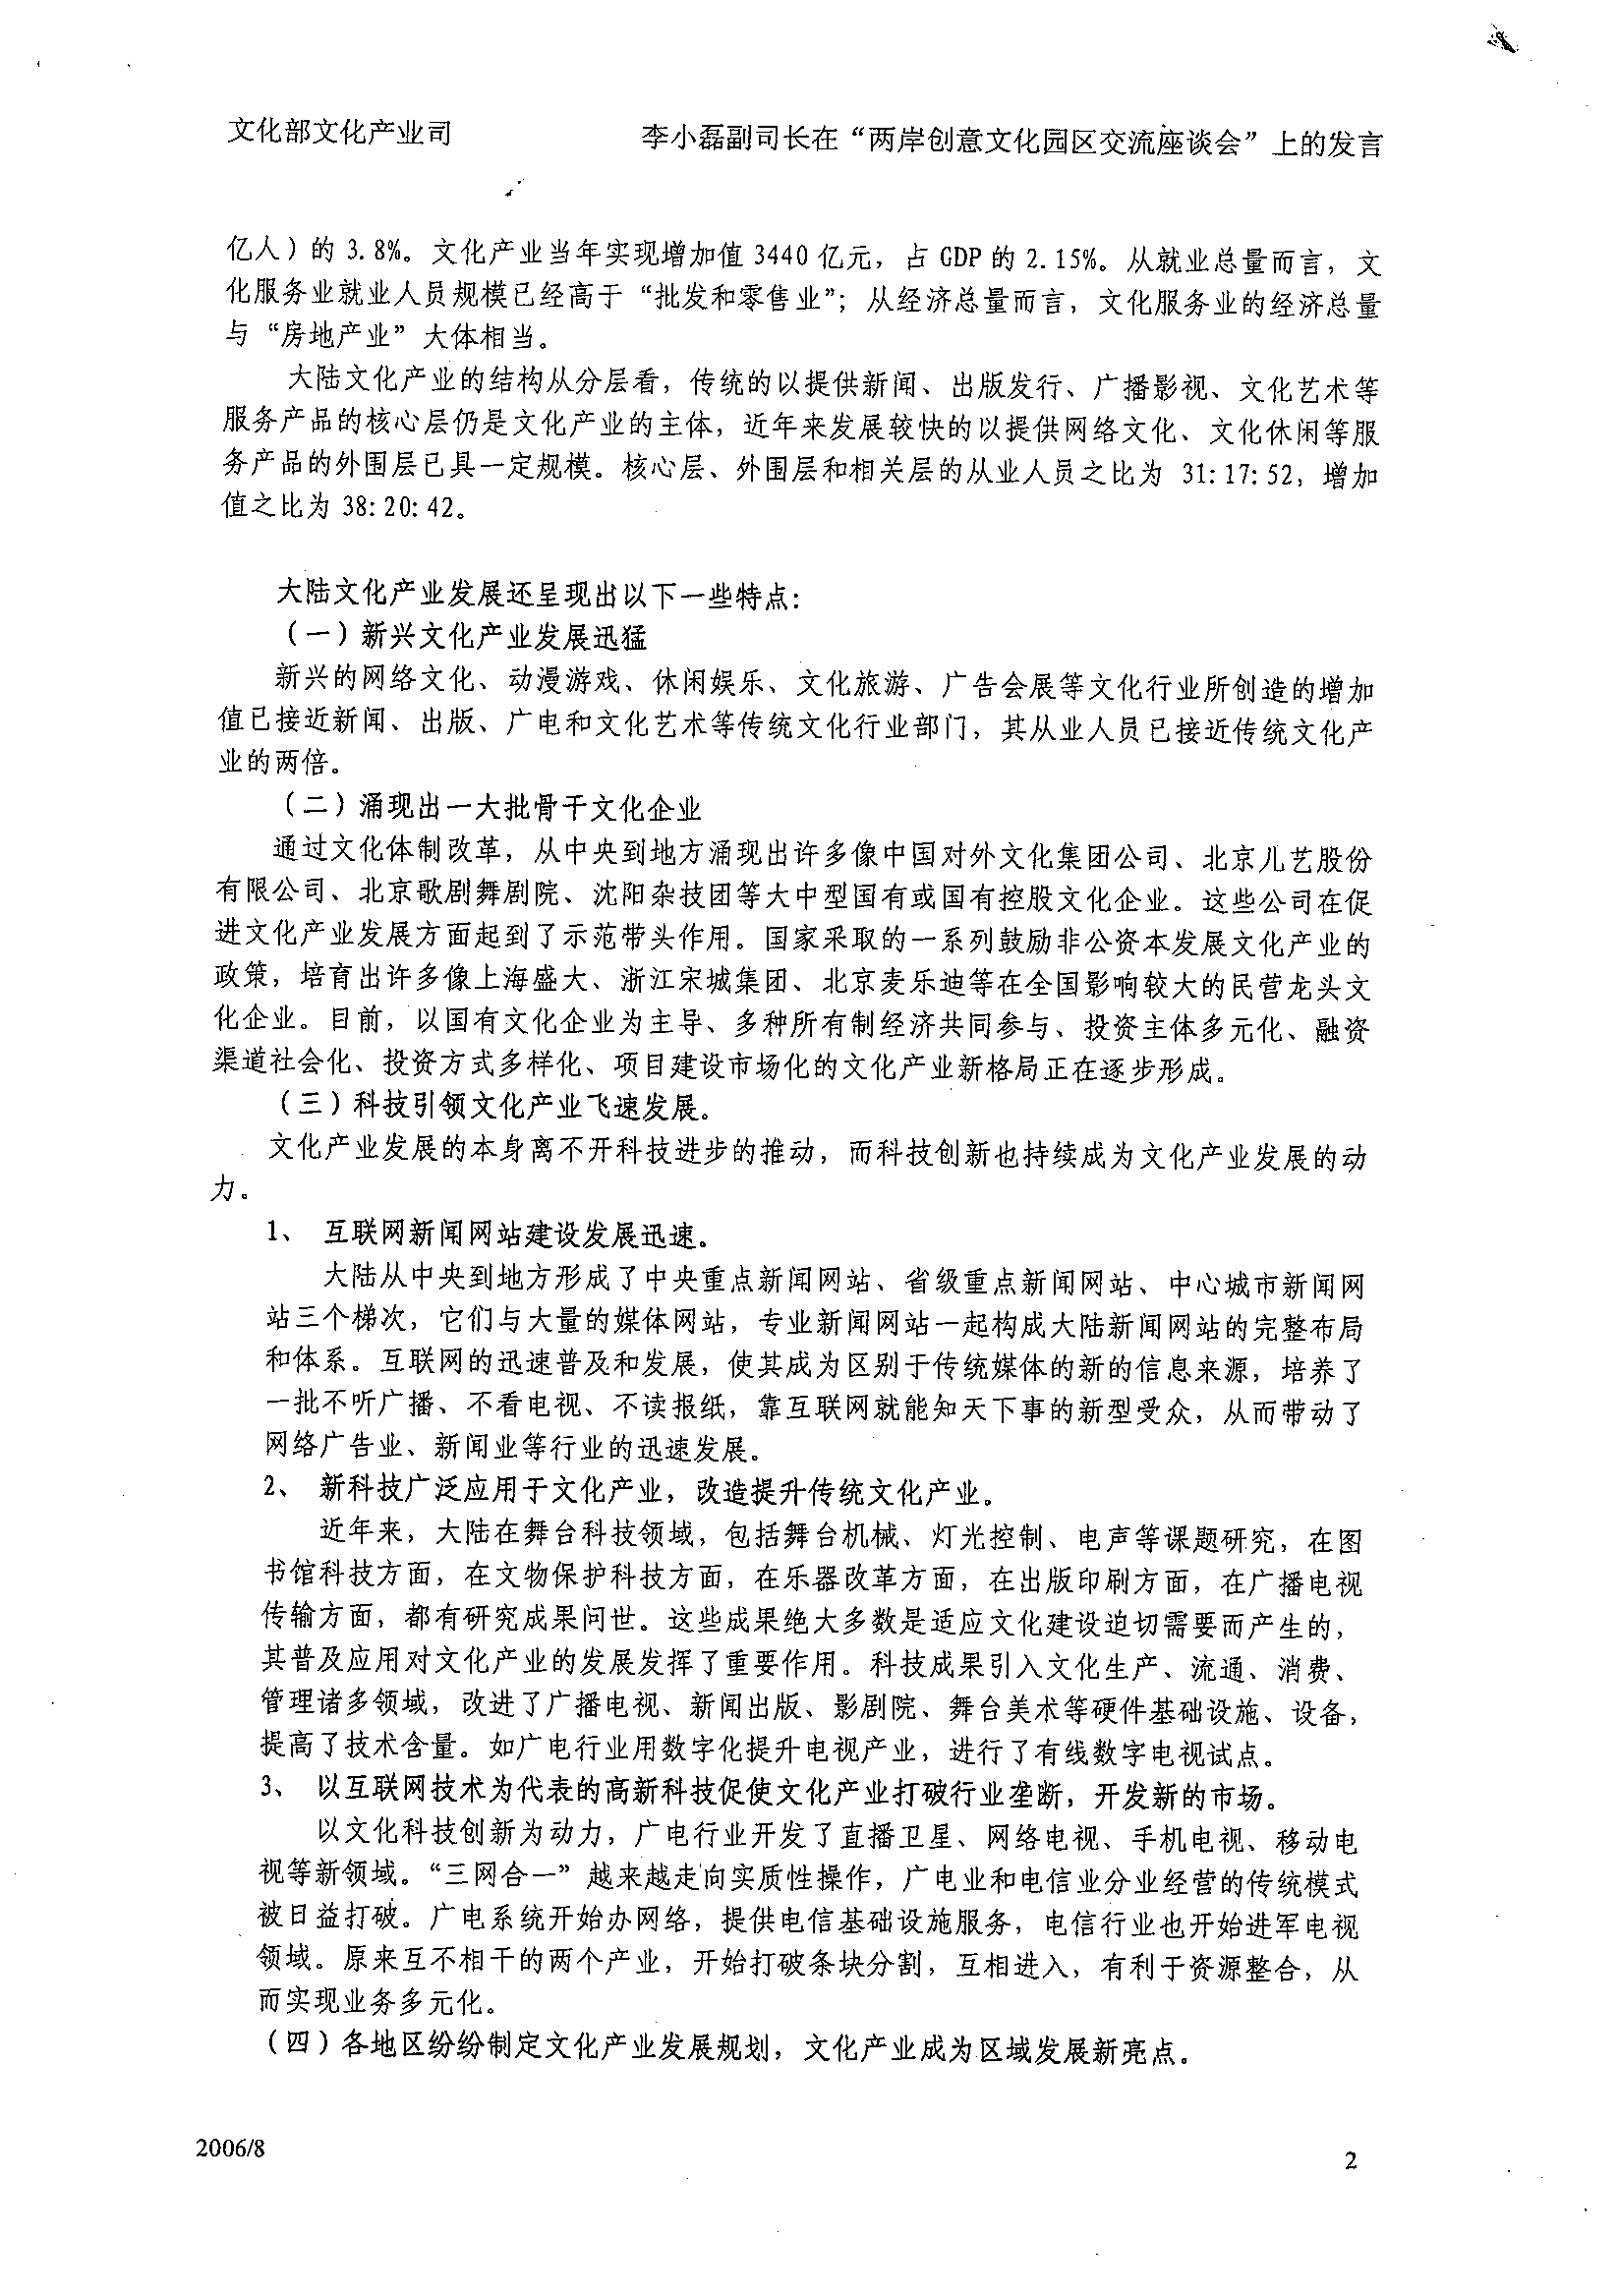 文化部文化产业司 李小磊副司长在“两岸创意文化园区交流座谈会”上的发言
亿人）的 3.8%。文化产业当年实现增加值 3440 亿元，占 GDP 的 2.15%。从就业总量而言，文
化服务业就业人员规模已经高于“批发和零售业”；从经济总量而言，文化服务业的经济总量
与“房地产业”大体相当。
大陆文化产业的结构从分层看，传统的以提供新闻、出版发行、广播影视、文化艺术等
服务产品的核心层仍是文化产业的主体，近年来发展较快的以提供网络文化、文化休闲等服
务产品的外围层已具一定规模。核心层、外围层和相关层的从业人员之比为 31:17:52，增加
值之比为 38:20:42。
大陆文化产业发展还呈现出以下一些特点：
（一）新兴文化产业发展迅猛
新兴的网络文化、动漫游戏、休闲娱乐、文化旅游、广告会展等文化行业所创造的增加
值已接近新闻、出版、广电和文化艺术等传统文化行业部门，其从业人员已接近传统文化产
业的两倍。
（二）涌现出一大批骨干文化企业
通过文化体制改革，从中央到地方涌现出许多像中国对外文化集团公司、北京儿艺股份
有限公司、北京歌剧舞剧院、沈阳杂技团等大中型国有或国有控股文化企业。这些公司在促
进文化产业发展方面起到了示范带头作用。国家采取的一系列鼓励非公资本发展文化产业的
政策，培育出许多像上海盛大、浙江宋城集团、北京麦乐迪等在全国影响较大的民营龙头文
化企业。目前，以国有文化企业为主导、多种所有制经济共同参与、投资主体多元化、融资
渠道社会化、投资方式多样化、项目建设市场化的文化产业新格局正在逐步形成。
（三）科技引领文化产业飞速发展。
文化产业发展的本身离不开科技进步的推动，而科技创新也持续成为文化产业发展的动
力。
1、 互联网新闻网站建设发展迅速。
大陆从中央到地方形成了中央重点新闻网站、省级重点新闻网站、中心城市新闻网
站三个梯次，它们与大量的媒体网站，专业新闻网站一起构成大陆新闻网站的完整布局
和体系。互联网的迅速普及和发展，使其成为区别于传统媒体的新的信息来源，培养了
一批不听广播、不看电视、不读报纸，靠互联网就能知天下事的新型受众，从而带动了
网络广告业、新闻业等行业的迅速发展。
2、 新科技广泛应用于文化产业，改造提升传统文化产业。
近年来，大陆在舞台科技领域，包括舞台机械、灯光控制、电声等课题研究，在图
书馆科技方面，在文物保护科技方面，在乐器改革方面，在出版印刷方面，在广播电视
传输方面，都有研究成果问世。这些成果绝大多数是适应文化建设迫切需要而产生的，
其普及应用对文化产业的发展发挥了重要作用。科技成果引入文化生产、流通、消费、
管理诸多领域，改进了广播电视、新闻出版、影剧院、舞台美术等硬件基础设施、设备，
提高了技术含量。如广电行业用数字化提升电视产业，进行了有线数字电视试点。
3、 以互联网技术为代表的高新科技促使文化产业打破行业垄断，开发新的市场。
以文化科技创新为动力，广电行业开发了直播卫星、网络电视、手机电视、移动电
视等新领域。“三网合一”越来越走向实质性操作，广电业和电信业分业经营的传统模式
被日益打破。广电系统开始办网络，提供电信基础设施服务，电信行业也开始进军电视
领域。原来互不相干的两个产业，开始打破条块分割，互相进入，有利于资源整合，从
而实现业务多元化。
（四）各地区纷纷制定文化产业发展规划，文化产业成为区域发展新亮点。
2006/8
2